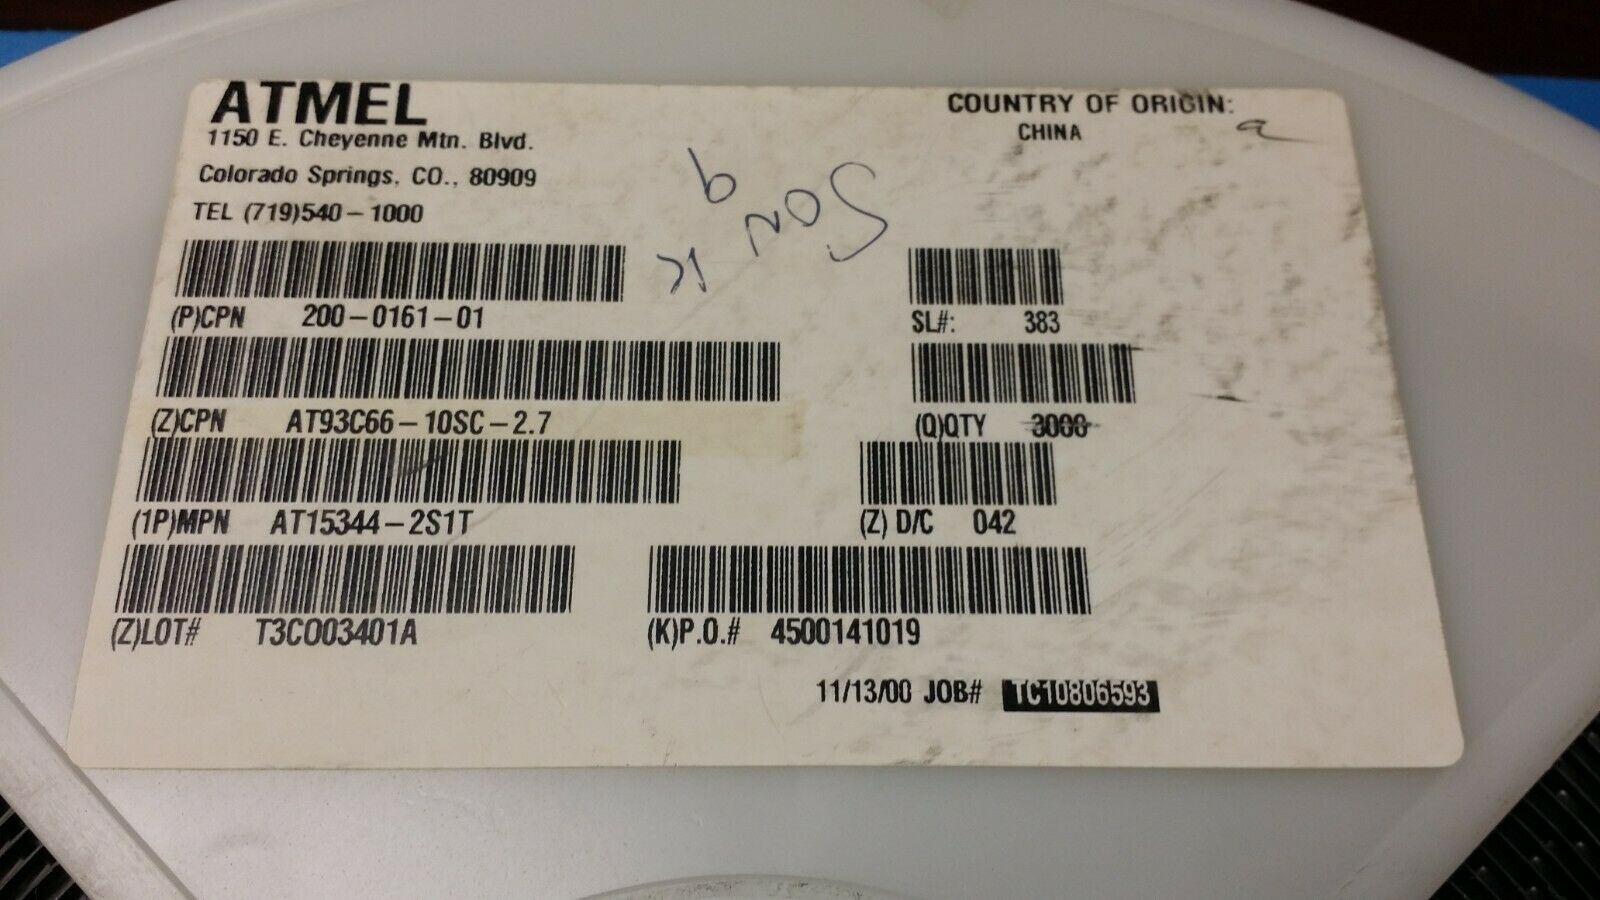 ATMEL
1150 E. Cheyenne Mtn. Blvd.
Colorado Springs, CO., 80909
TEL (719)540-1000
COUNTRY OF ORIGIN:
CHINA
(P)CPN 200-0161-01
SL#: 383
(Z)CPN AT93C66-10SC-2.7
(Q)QTY 3000
(1P)MPN AT15344-2S1T
(Z) D/C 042
(Z)LOT# T3C003401A
(K)P.O.# 4500141019
11/13/00 JOB# TC10806593